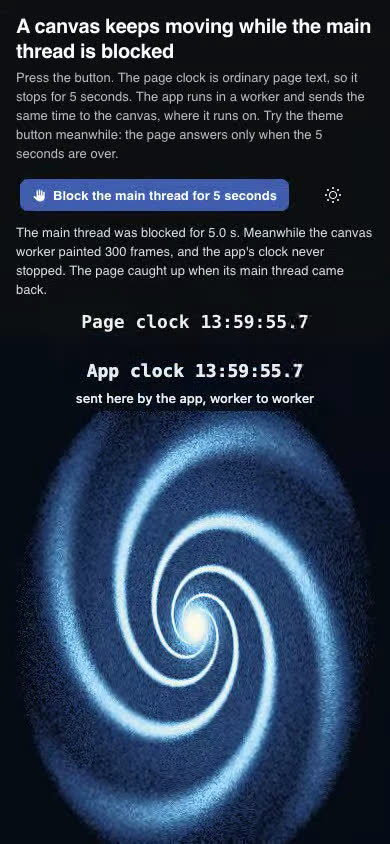 A canvas keeps moving while the main
thread is blocked
Press the button. The page clock is ordinary page text, so it
stops for 5 seconds. The app runs in a worker and sends the
same time to the canvas, where it runs on. Try the theme
button meanwhile: the page answers only when the 5
seconds are over.
Block the main thread for 5 seconds
The main thread was blocked for 5.0 s. Meanwhile the canvas
worker painted 300 frames, and the app's clock never
stopped. The page caught up when its main thread came
back.
Page clock 13:59:55.7
App clock 13:59:55.7
sent here by the app, worker to worker